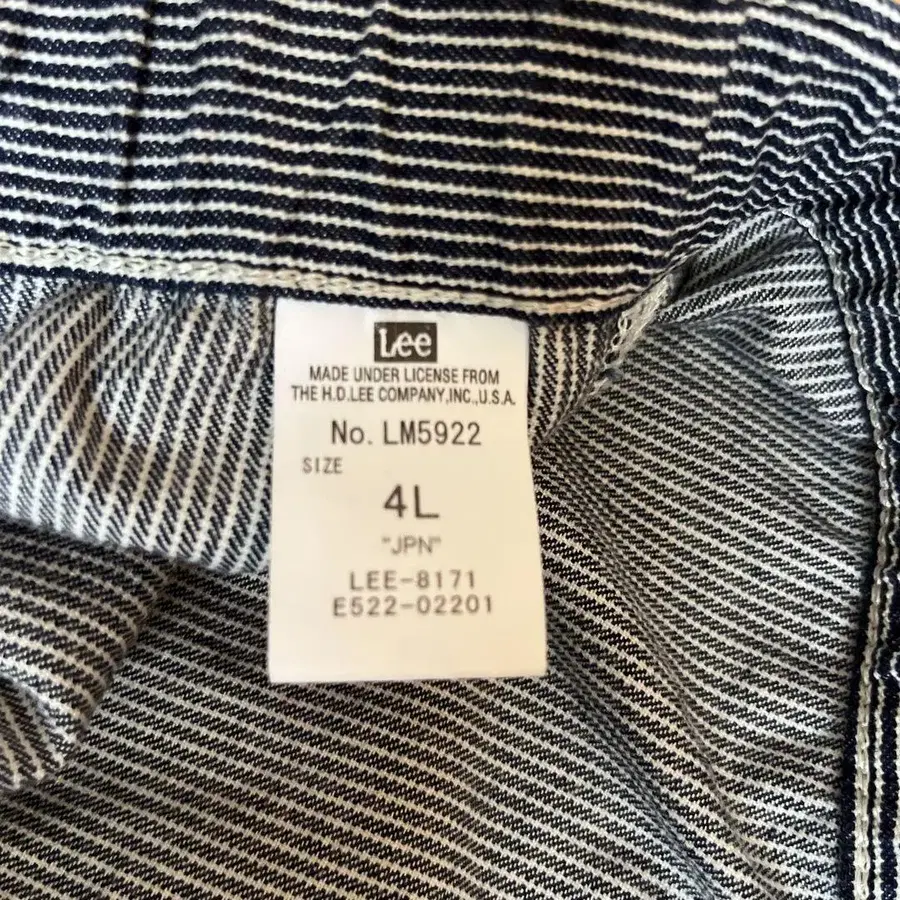 Lee
MADE UNDER LICENSE FROM
THE H.D.LEE COMPANY,INC.,U.S.A.
No. LM5922
SIZE
4L
"JPN"
LEE-8171
E522-02201